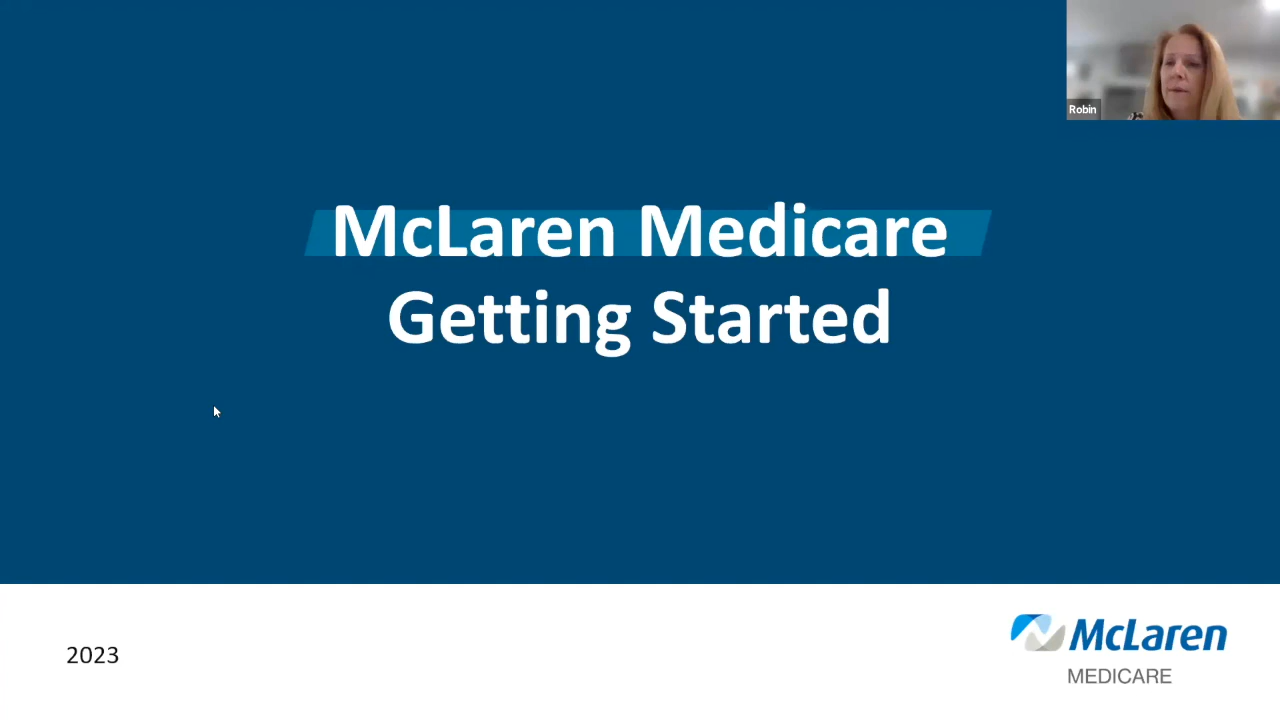 Robin
McLaren Medicare
Getting Started
2023
McLaren
MEDICARE